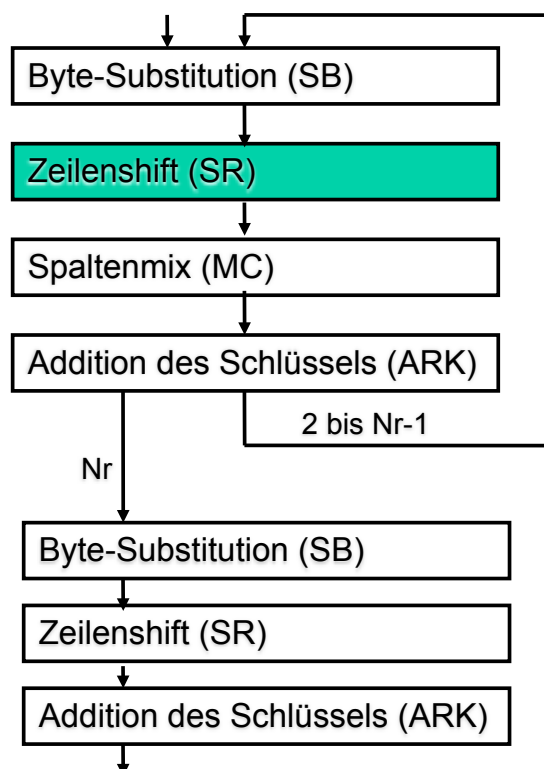 Byte-Substitution (SB)
Zeilenshift (SR)
Spaltenmix (MC)
Addition des Schlüssels (ARK)
2 bis Nr-1
Nr
Byte-Substitution (SB)
Zeilenshift (SR)
Addition des Schlüssels (ARK)